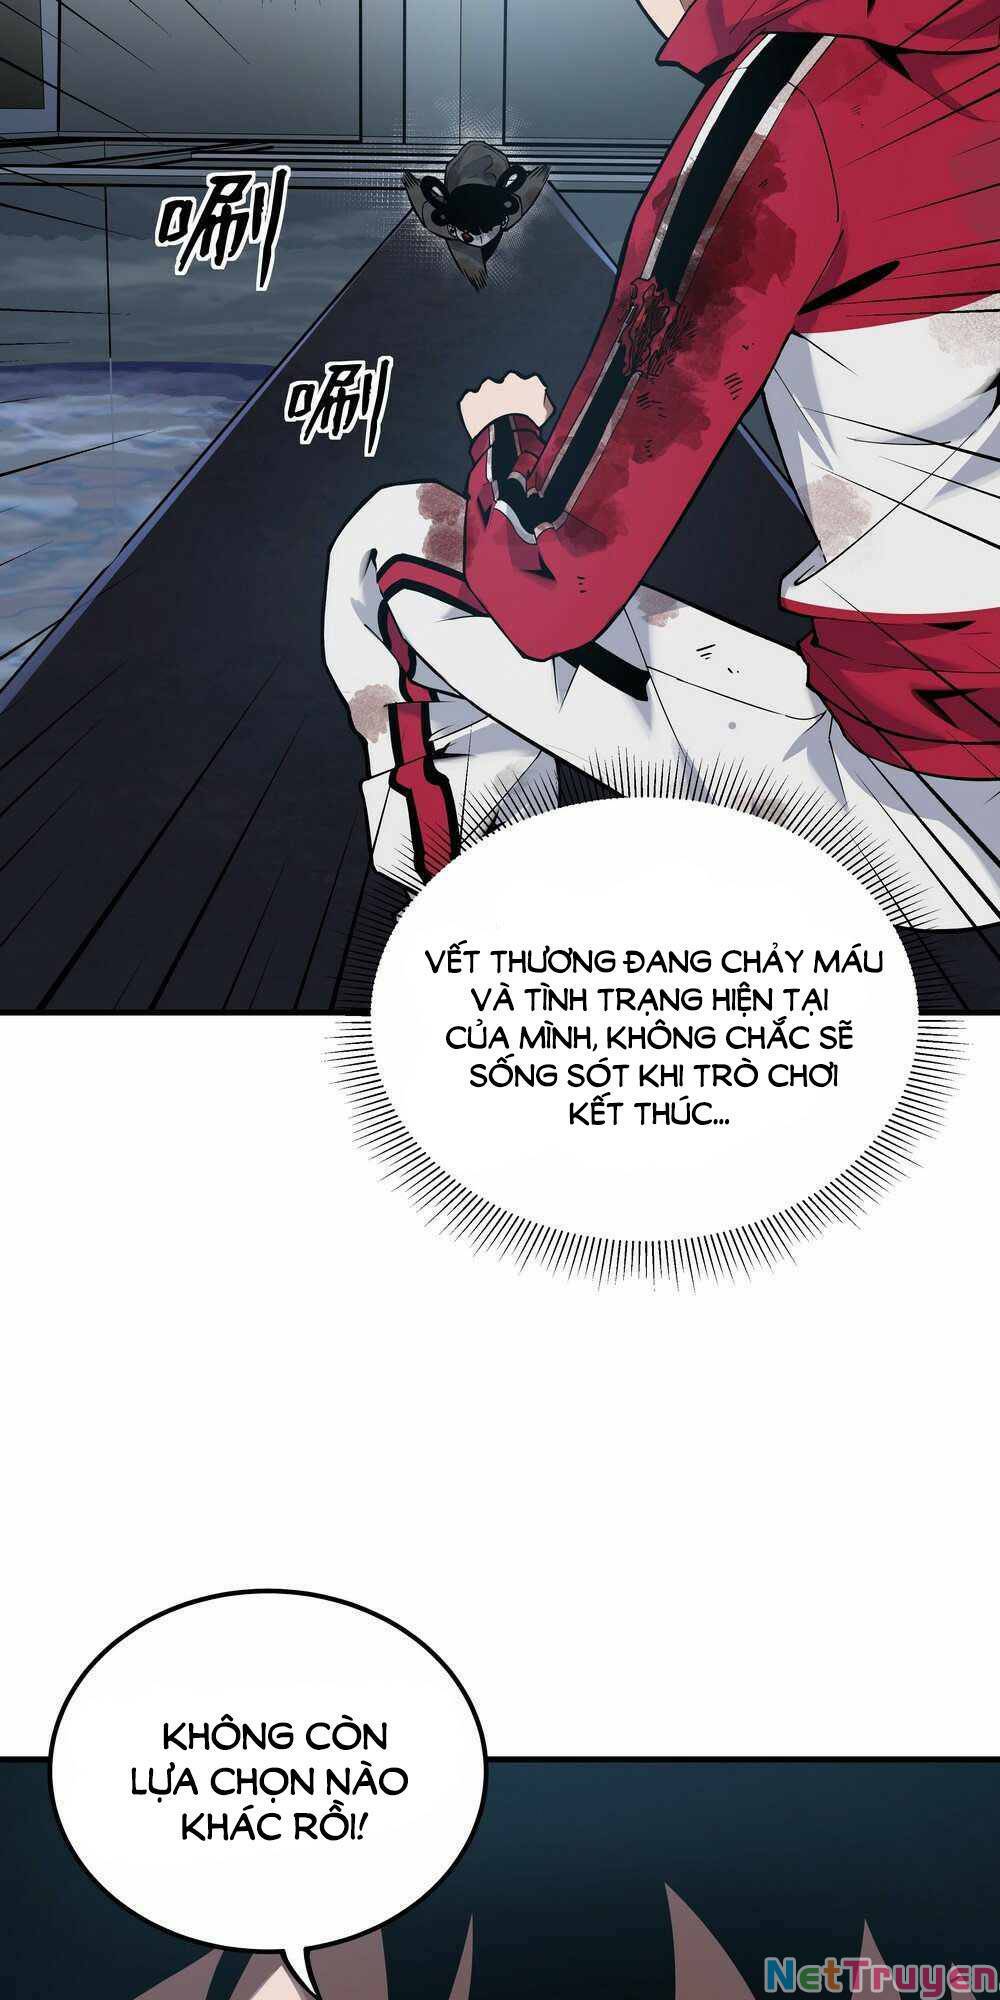 唰
唰
VẾT THƯƠNG ĐANG CHẢY MÁU
VÀ TÌNH TRẠNG HIỆN TẠI
CỦA MÌNH, KHÔNG CHẮC SẼ
SỐNG SÓT KHI TRÒ CHƠI
KẾT THÚC...
KHÔNG CÒN
LỰA CHỌN NÀO
KHÁC RỒI!
NETTRUYEN